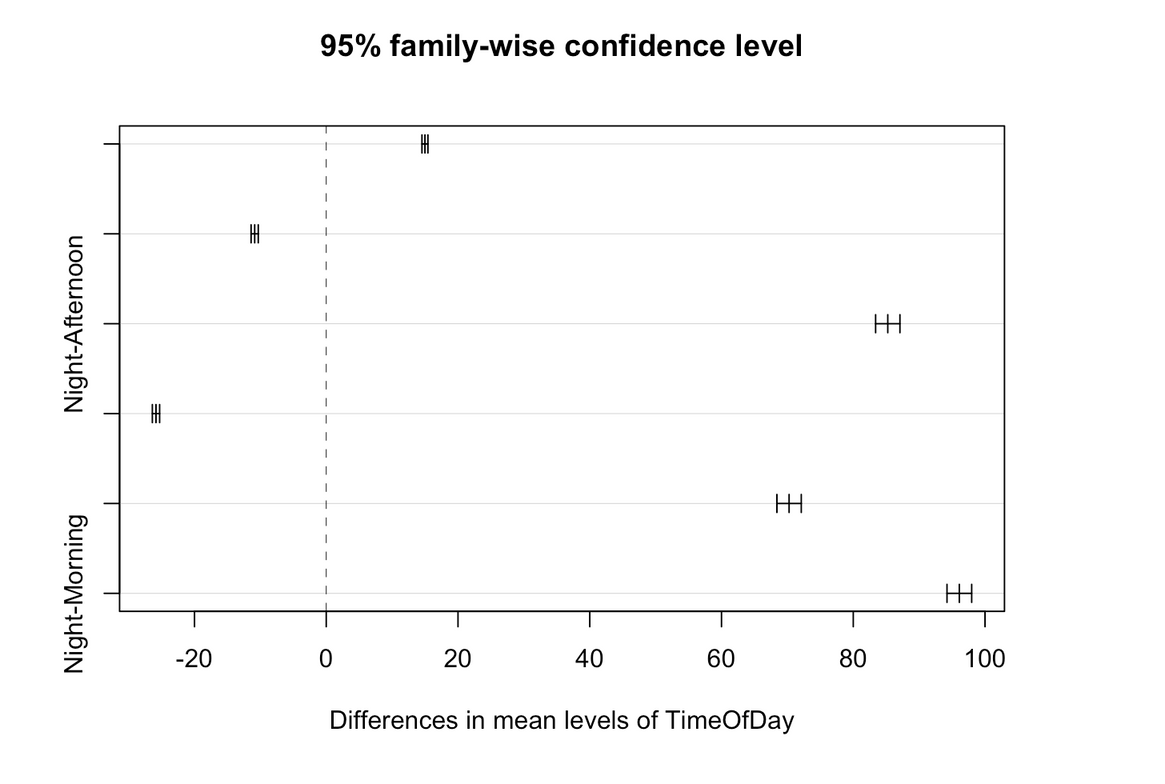 95% family-wise confidence level
Night-Afternoon
Night-Morning
-20 0 20 40 60 80 100
Differences in mean levels of TimeOfDay